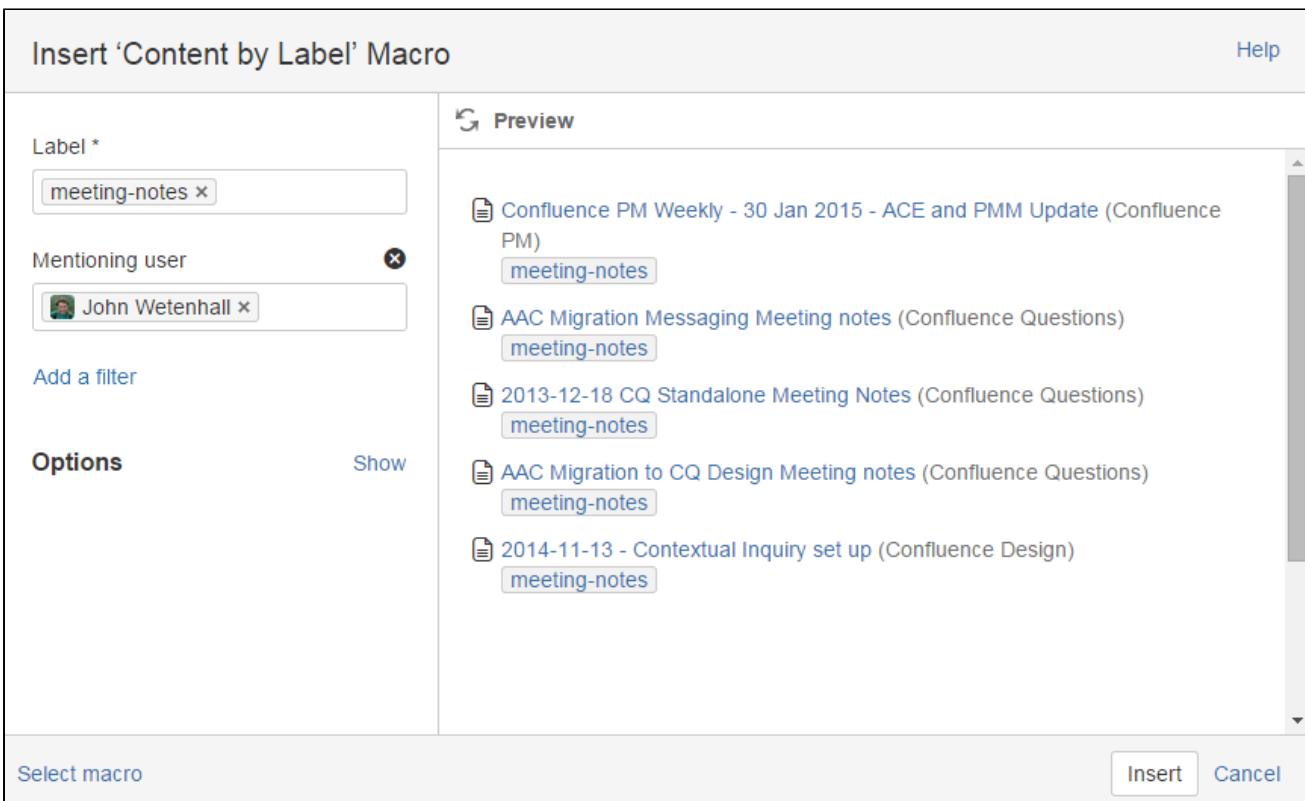 Insert ‘Content by Label’ Macro
Help
Label *
meeting-notes ×
Mentioning user
John Wetenhall ×
Add a filter
Options
Show
Preview
Confluence PM Weekly - 30 Jan 2015 - ACE and PMM Update (Confluence
PM)
meeting-notes
AAC Migration Messaging Meeting notes (Confluence Questions)
meeting-notes
2013-12-18 CQ Standalone Meeting Notes (Confluence Questions)
meeting-notes
AAC Migration to CQ Design Meeting notes (Confluence Questions)
meeting-notes
2014-11-13 - Contextual Inquiry set up (Confluence Design)
meeting-notes
Select macro
Insert
Cancel